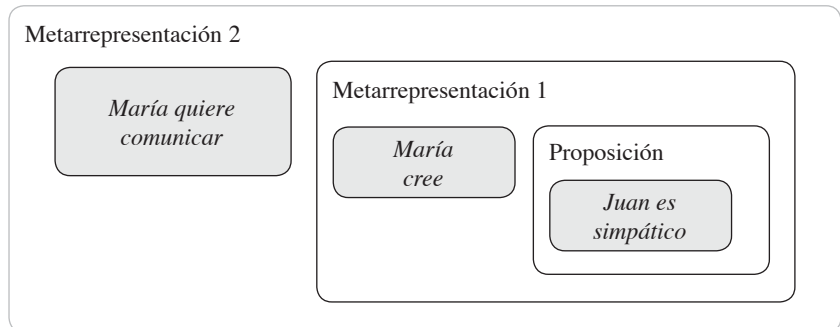 Metarrepresentación 2
María quiere
comunicar
Metarrepresentación 1
María
cree
Proposición
Juan es
simpático